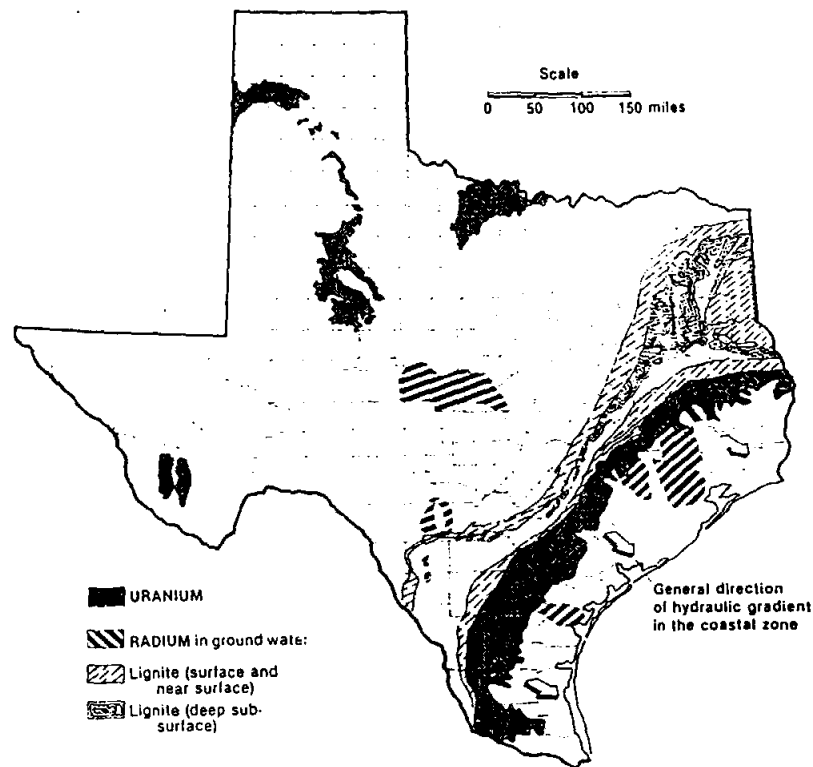 Scale
0 50 100 150 miles
General direction
of hydraulic gradient
in the coastal zone
URANIUM
RADIUM in ground water
Lignite (surface and
near surface)
Lignite (deep sub-
surface)